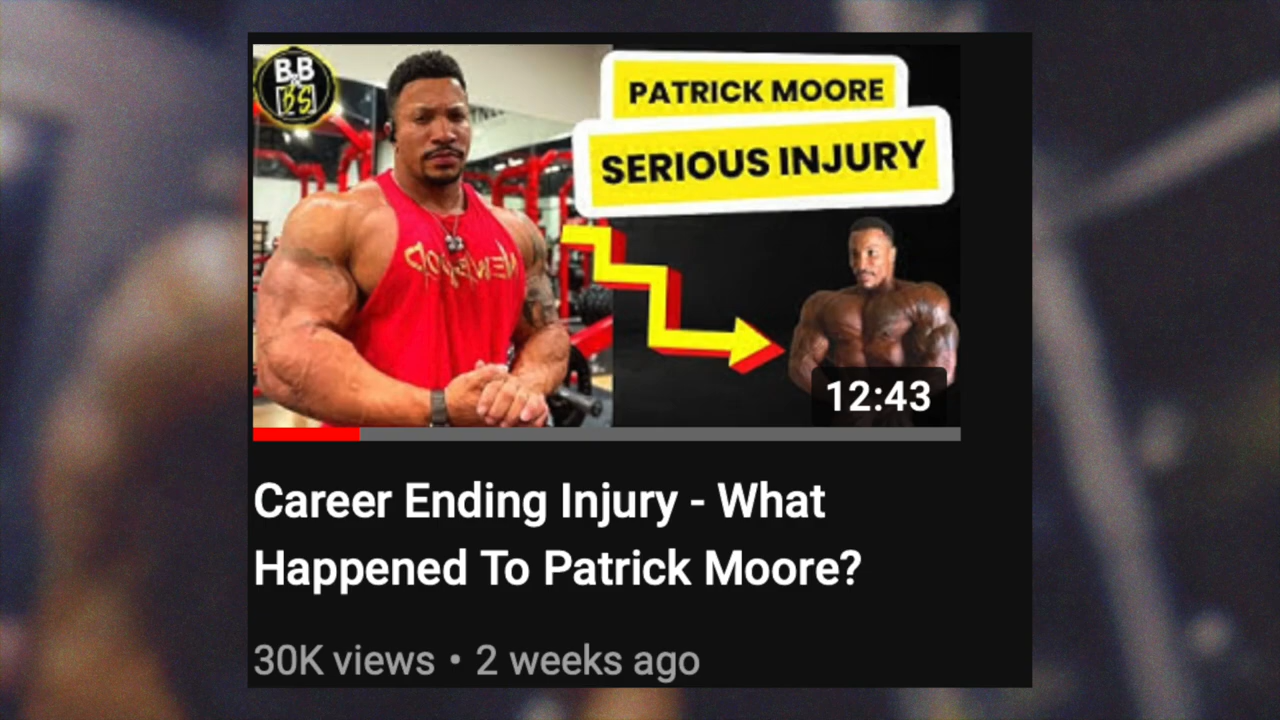 B&B
BS
PATRICK MOORE
SERIOUS INJURY
12:43
Career Ending Injury - What
Happened To Patrick Moore?
30K views • 2 weeks ago